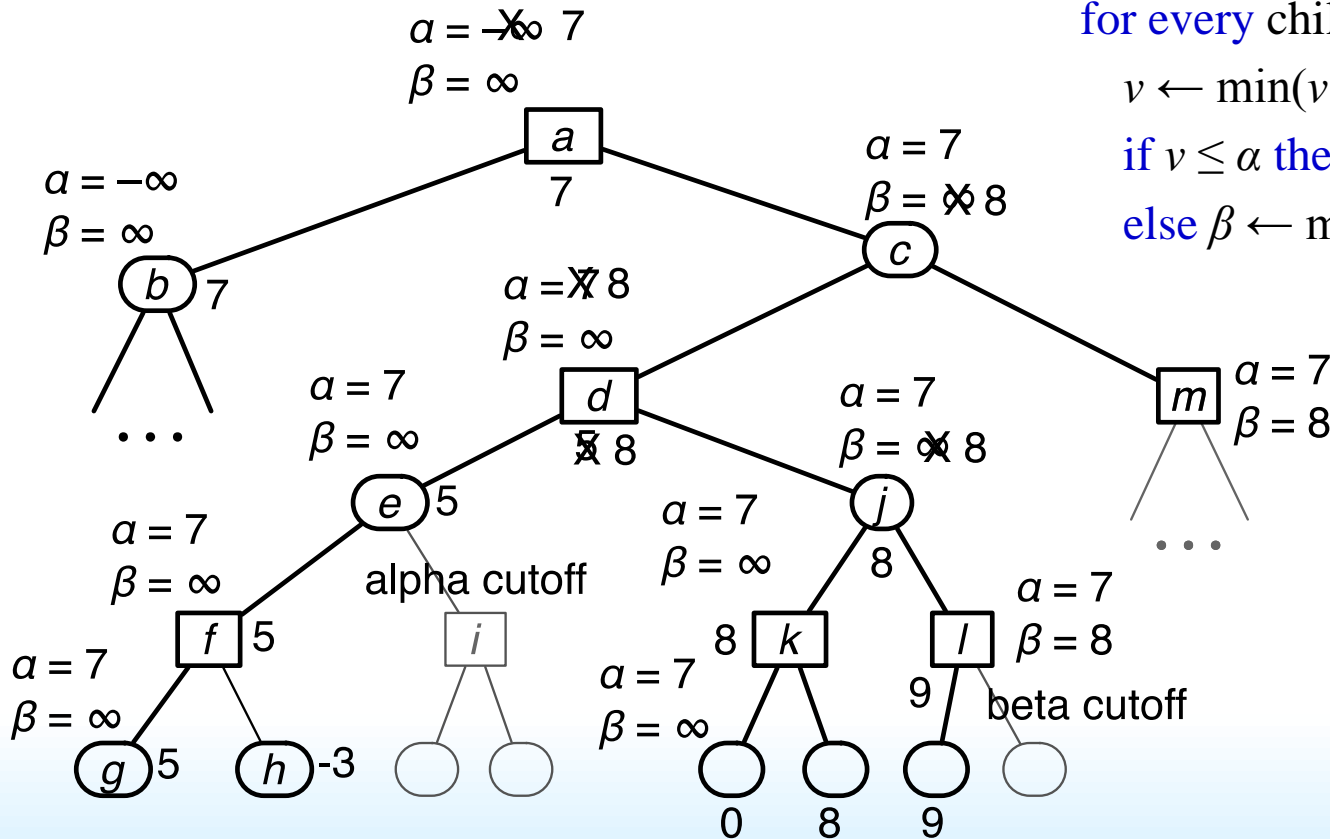 α = –∞ 7
β = ∞
a
7
for every chil
v ← min(v
if v ≤ α the
else β ← m
α = –∞
β = ∞
b
7
. . .
α = 7
β = ∞ 8
c
α = 7 8
β = ∞
d
5 8
α = 7
β = 8
m
. . .
α = 7
β = ∞
e
5
α = 7
β = ∞ 8
j
8
alpha cutoff
α = 7
β = ∞
f
5
i
α = 7
β = ∞
k
8
α = 7
β = 8
l
9
beta cutoff
α = 7
β = ∞
g
5
h
-3
α = 7
β = ∞
0
8
9